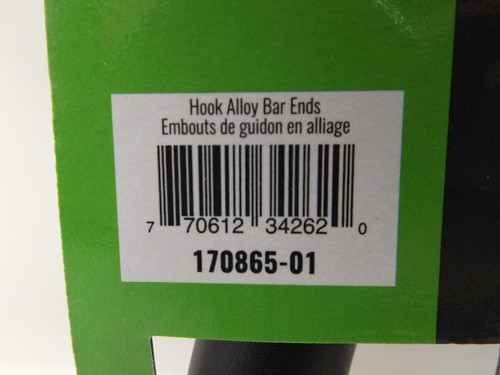 Hook Alloy Bar Ends
Embouts de guidon en alliage
7 70612 34262 0
170865-01